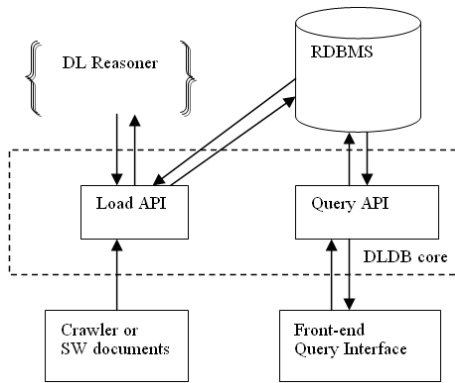 DL Reasoner
RDBMS
Load API
Query API
DLDB core
Crawler or
SW documents
Front-end
Query Interface